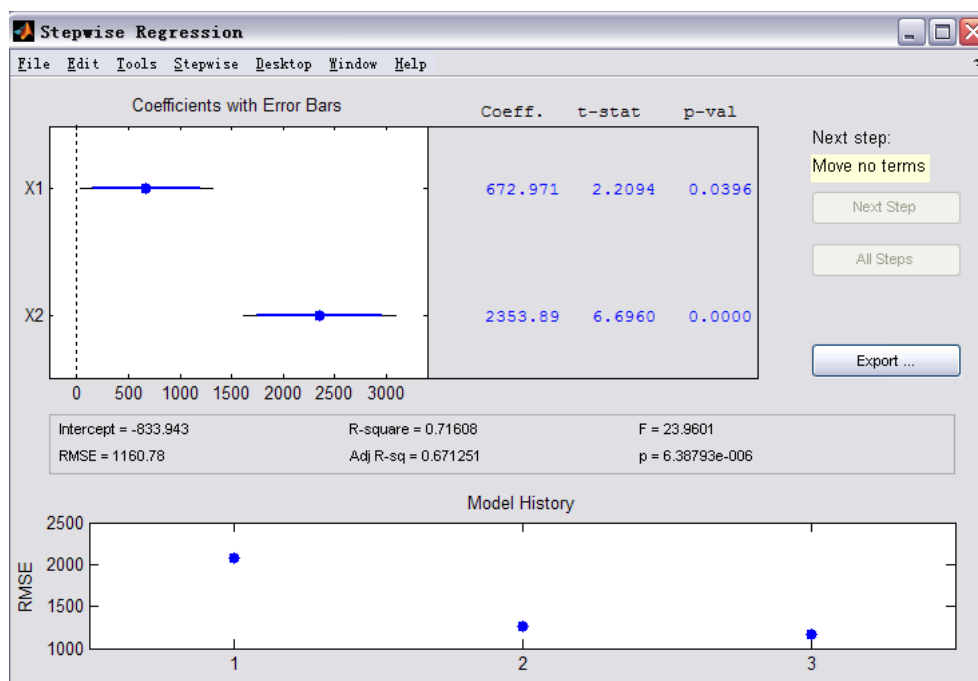 Stepwise Regression
File Edit Tools Stepwise Desktop Window Help
Coefficients with Error Bars
Coeff. t-stat p-val
X1 672.971 2.2094 0.0396
X2 2353.89 6.6960 0.0000
0 500 1000 1500 2000 2500 3000
Next step:
Move no terms
Next Step
All Steps
Export ...
Intercept = -833.943 R-square = 0.71608 F = 23.9601
RMSE = 1160.78 Adj R-sq = 0.671251 p = 6.38793e-006
Model History
RMSE
2500
2000
1500
1000
1 2 3